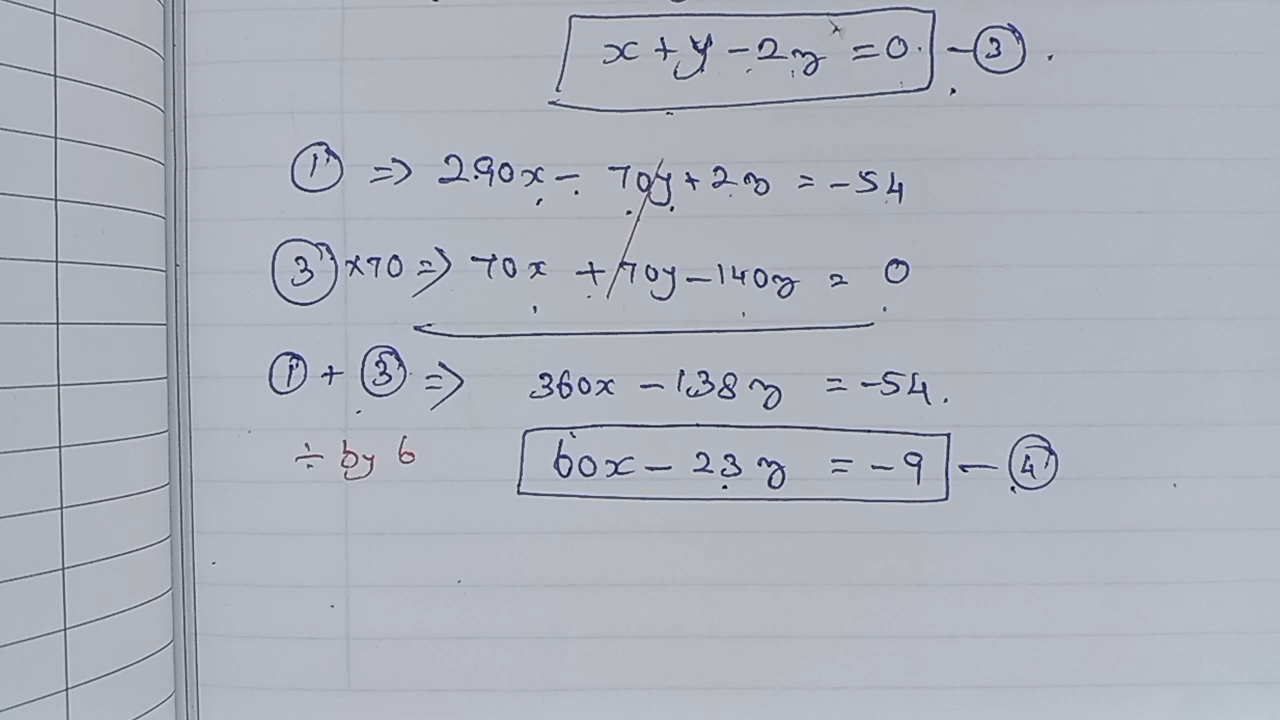 x + y - 2z = 0. - ③.
① => 290x - 70y + 2z = -54
③ ×70 => 70x + 70y - 140z = 0
① + ③ => 360x - 138z = -54.
÷ by 6 60x - 23z = -9 - ④